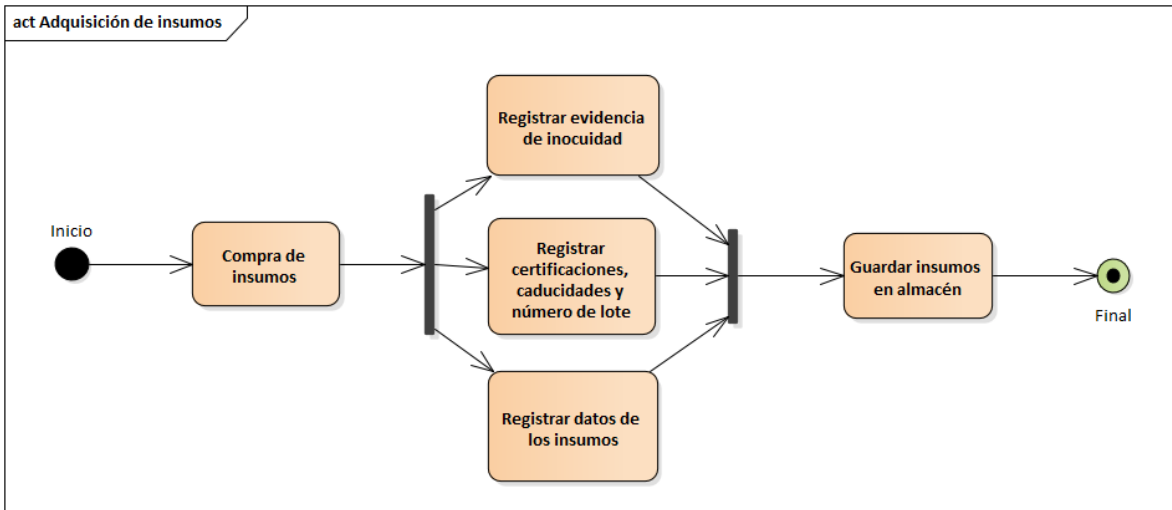 act Adquisición de insumos
Registrar evidencia
de inocuidad
Inicio
Compra de
insumos
Registrar
certificaciones,
caducidades y
número de lote
Guardar insumos
en almacén
Final
Registrar datos de
los insumos